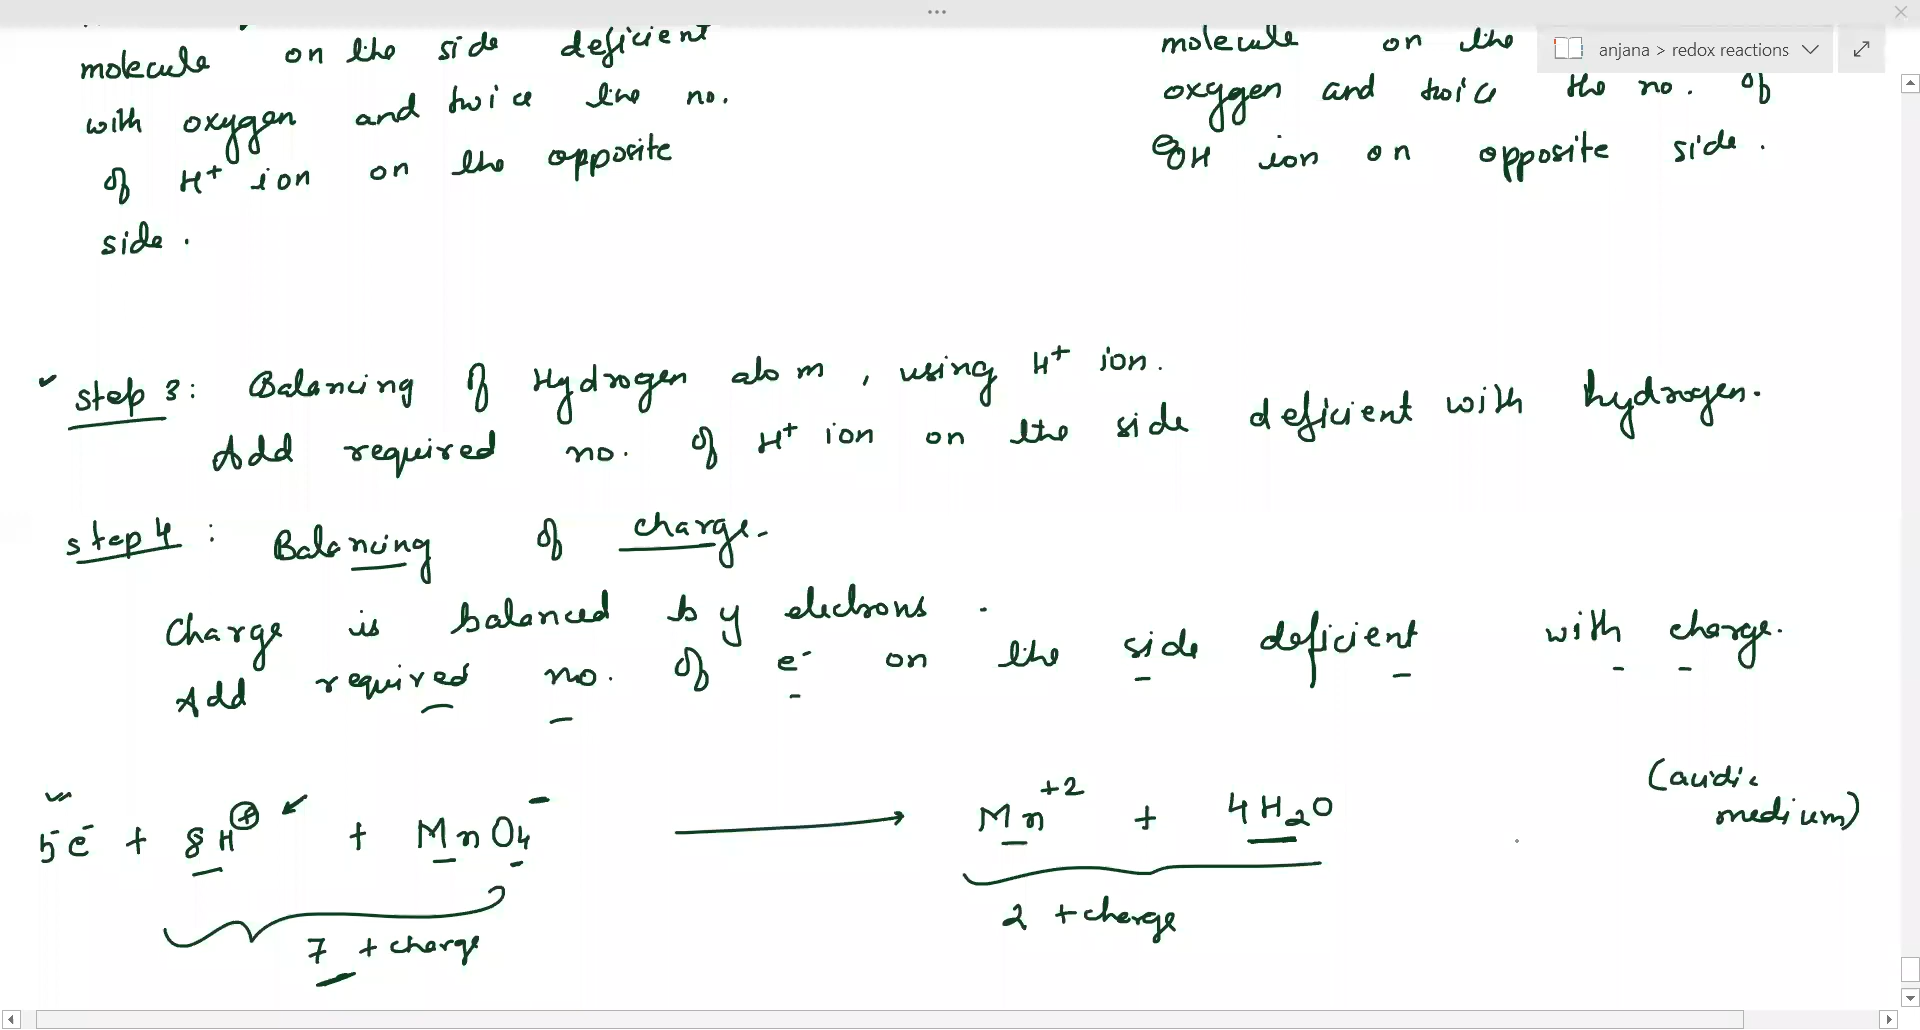 anjana > redox reactions
molecule on the side deficient
with oxygen and twice the no.
of H⁺ ion on the opposite
side.
molecule on the
oxygen and twice the no. of
⊖OH ion on opposite side.
step 3: Balancing of Hydrogen atom, using H⁺ ion.
Add required no. of H⁺ ion on the side deficient with hydrogen.
step 4: Balancing of charge.
Charge is balanced by electrons.
Add required no. of e⁻ on the side deficient with charge.
(acidic
medium)
5e⁻ + 8H⁺ + MnO₄⁻ → Mn⁺² + 4H₂O
7 +charge
2 +charge